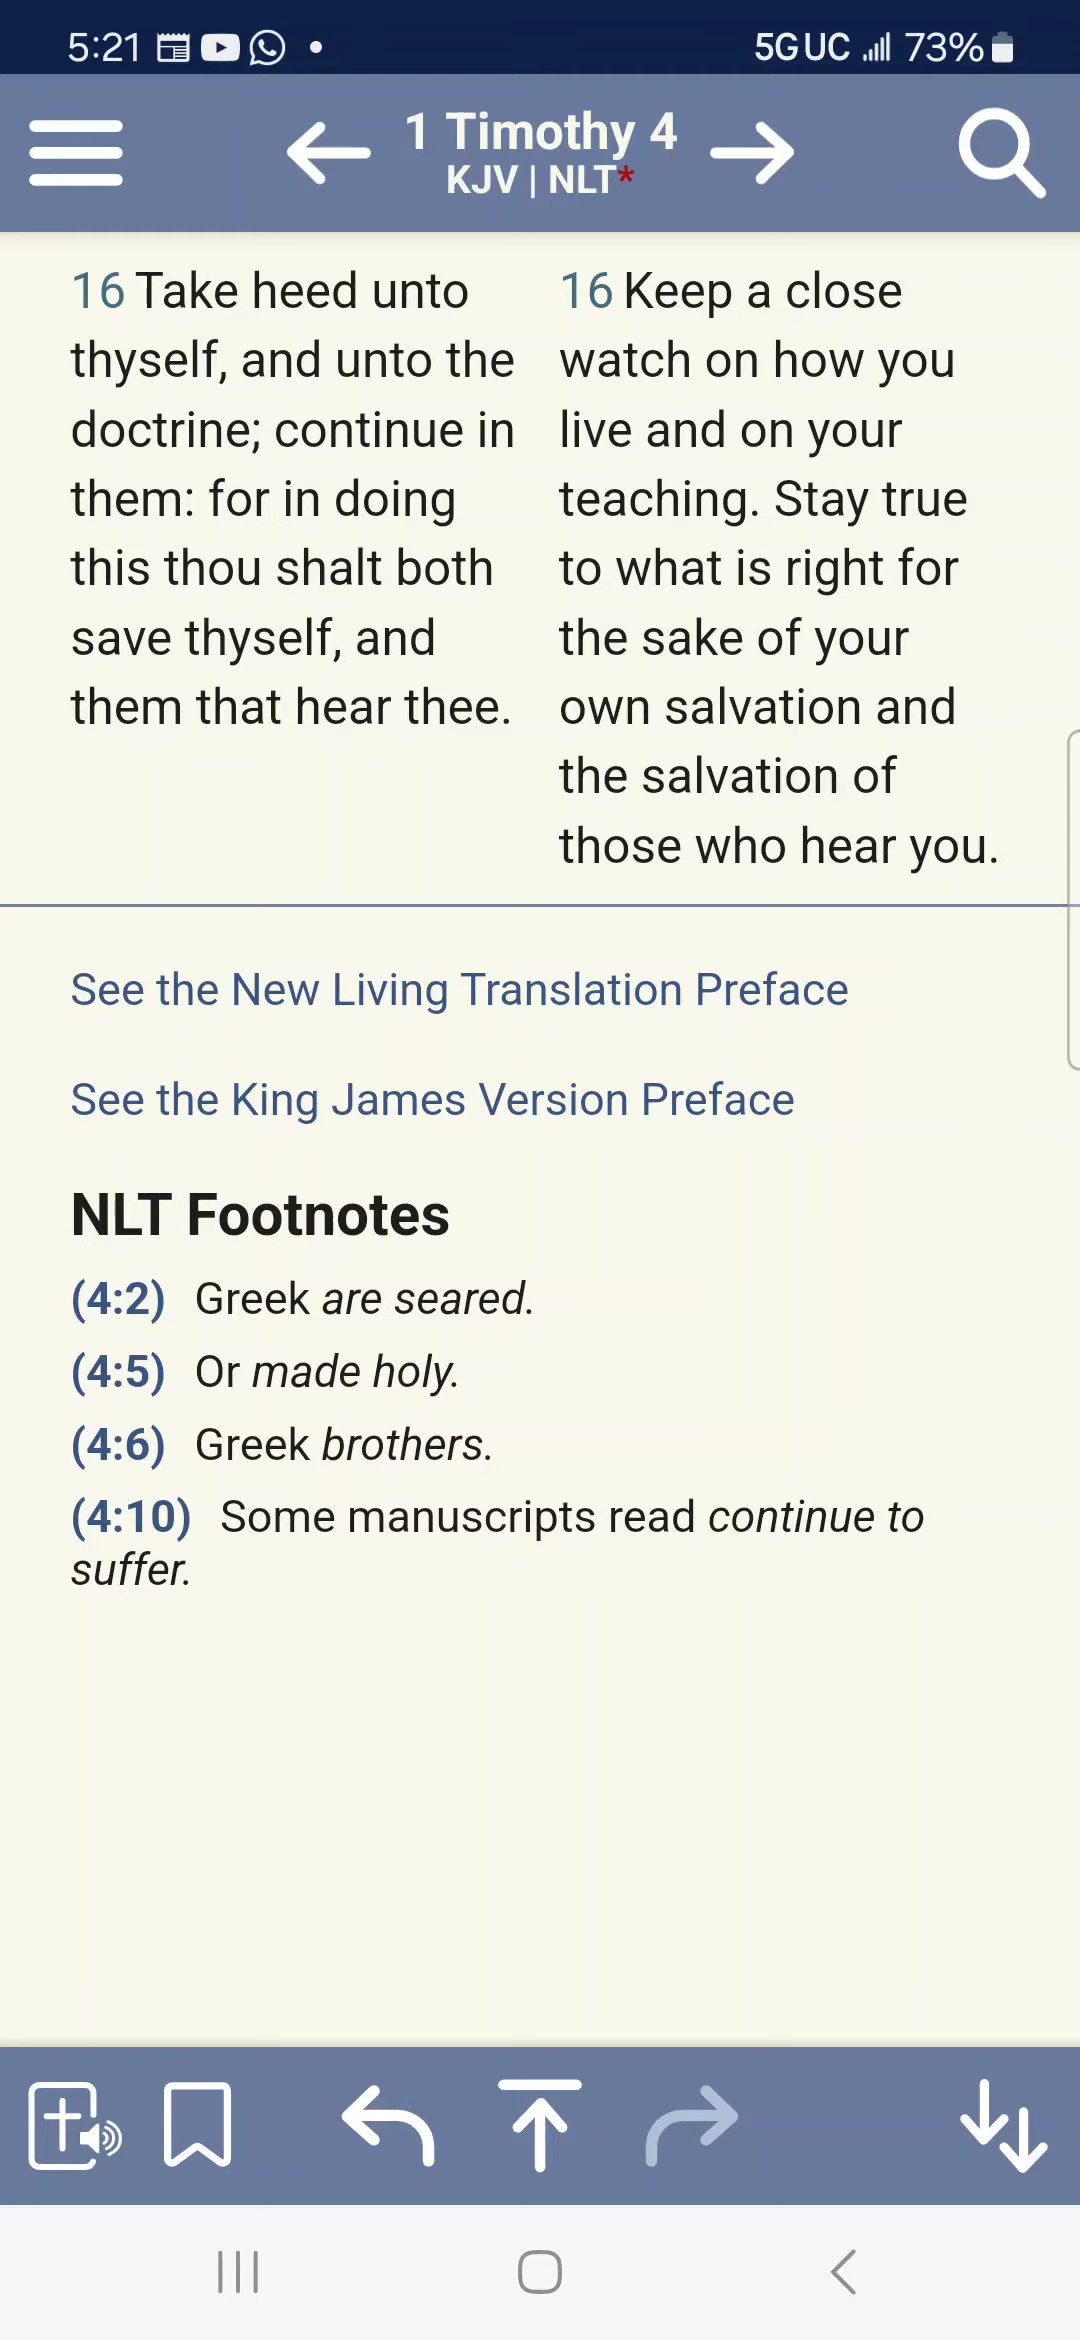 5:21
5G UC 73%
1 Timothy 4
KJV | NLT*
16 Take heed unto
thyself, and unto the
doctrine; continue in
them: for in doing
this thou shalt both
save thyself, and
them that hear thee.
16 Keep a close
watch on how you
live and on your
teaching. Stay true
to what is right for
the sake of your
own salvation and
the salvation of
those who hear you.
See the New Living Translation Preface
See the King James Version Preface
NLT Footnotes
(4:2) Greek are seared.
(4:5) Or made holy.
(4:6) Greek brothers.
(4:10) Some manuscripts read continue to
suffer.